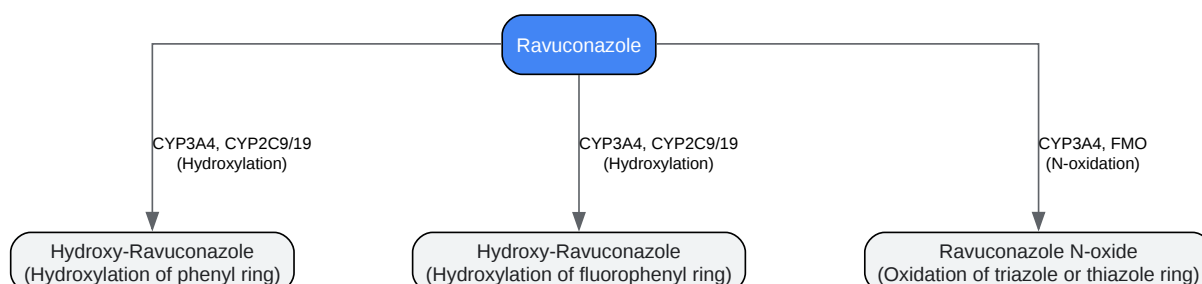 Ravuconazole
CYP3A4, CYP2C9/19
(Hydroxylation)
CYP3A4, CYP2C9/19
(Hydroxylation)
CYP3A4, FMO
(N-oxidation)
Hydroxy-Ravuconazole
(Hydroxylation of phenyl ring)
Hydroxy-Ravuconazole
(Hydroxylation of fluorophenyl ring)
Ravuconazole N-oxide
(Oxidation of triazole or thiazole ring)